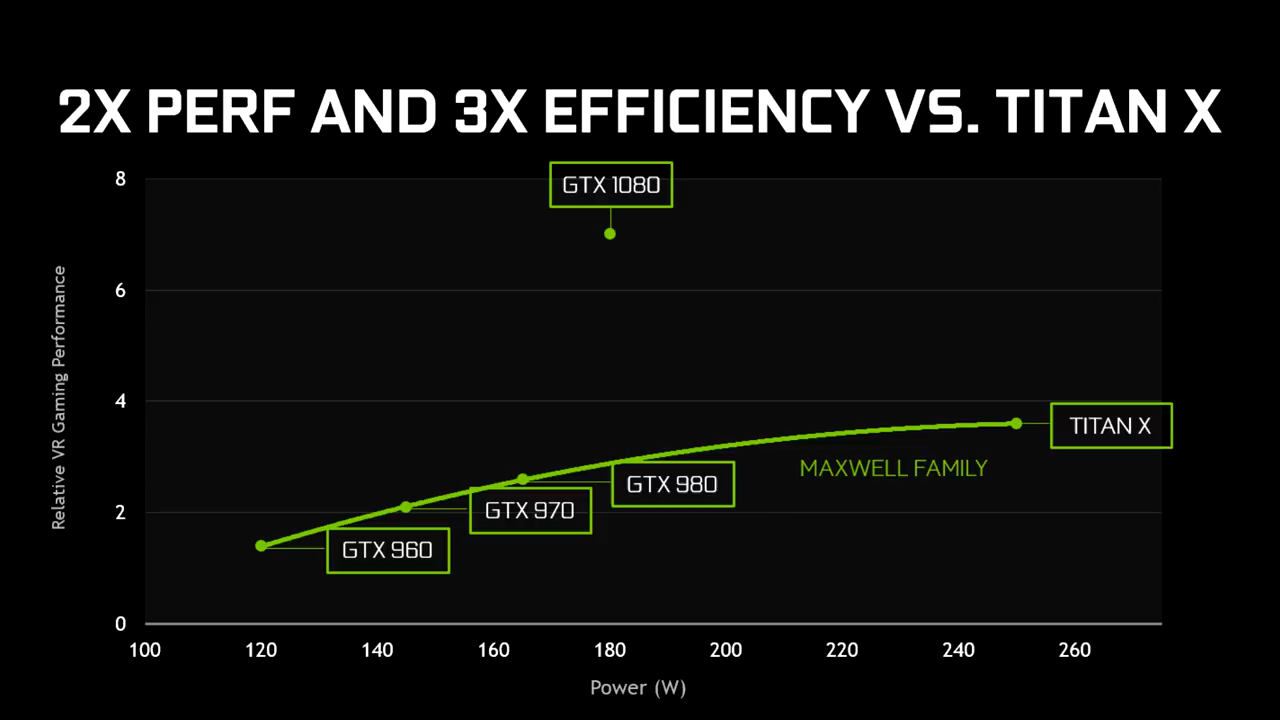 2X PERF AND 3X EFFICIENCY VS. TITAN X
8
GTX 1080
6
Relative VR Gaming Performance
4
TITAN X
MAXWELL FAMILY
GTX 980
2
GTX 970
GTX 960
0
100 120 140 160 180 200 220 240 260
Power (W)